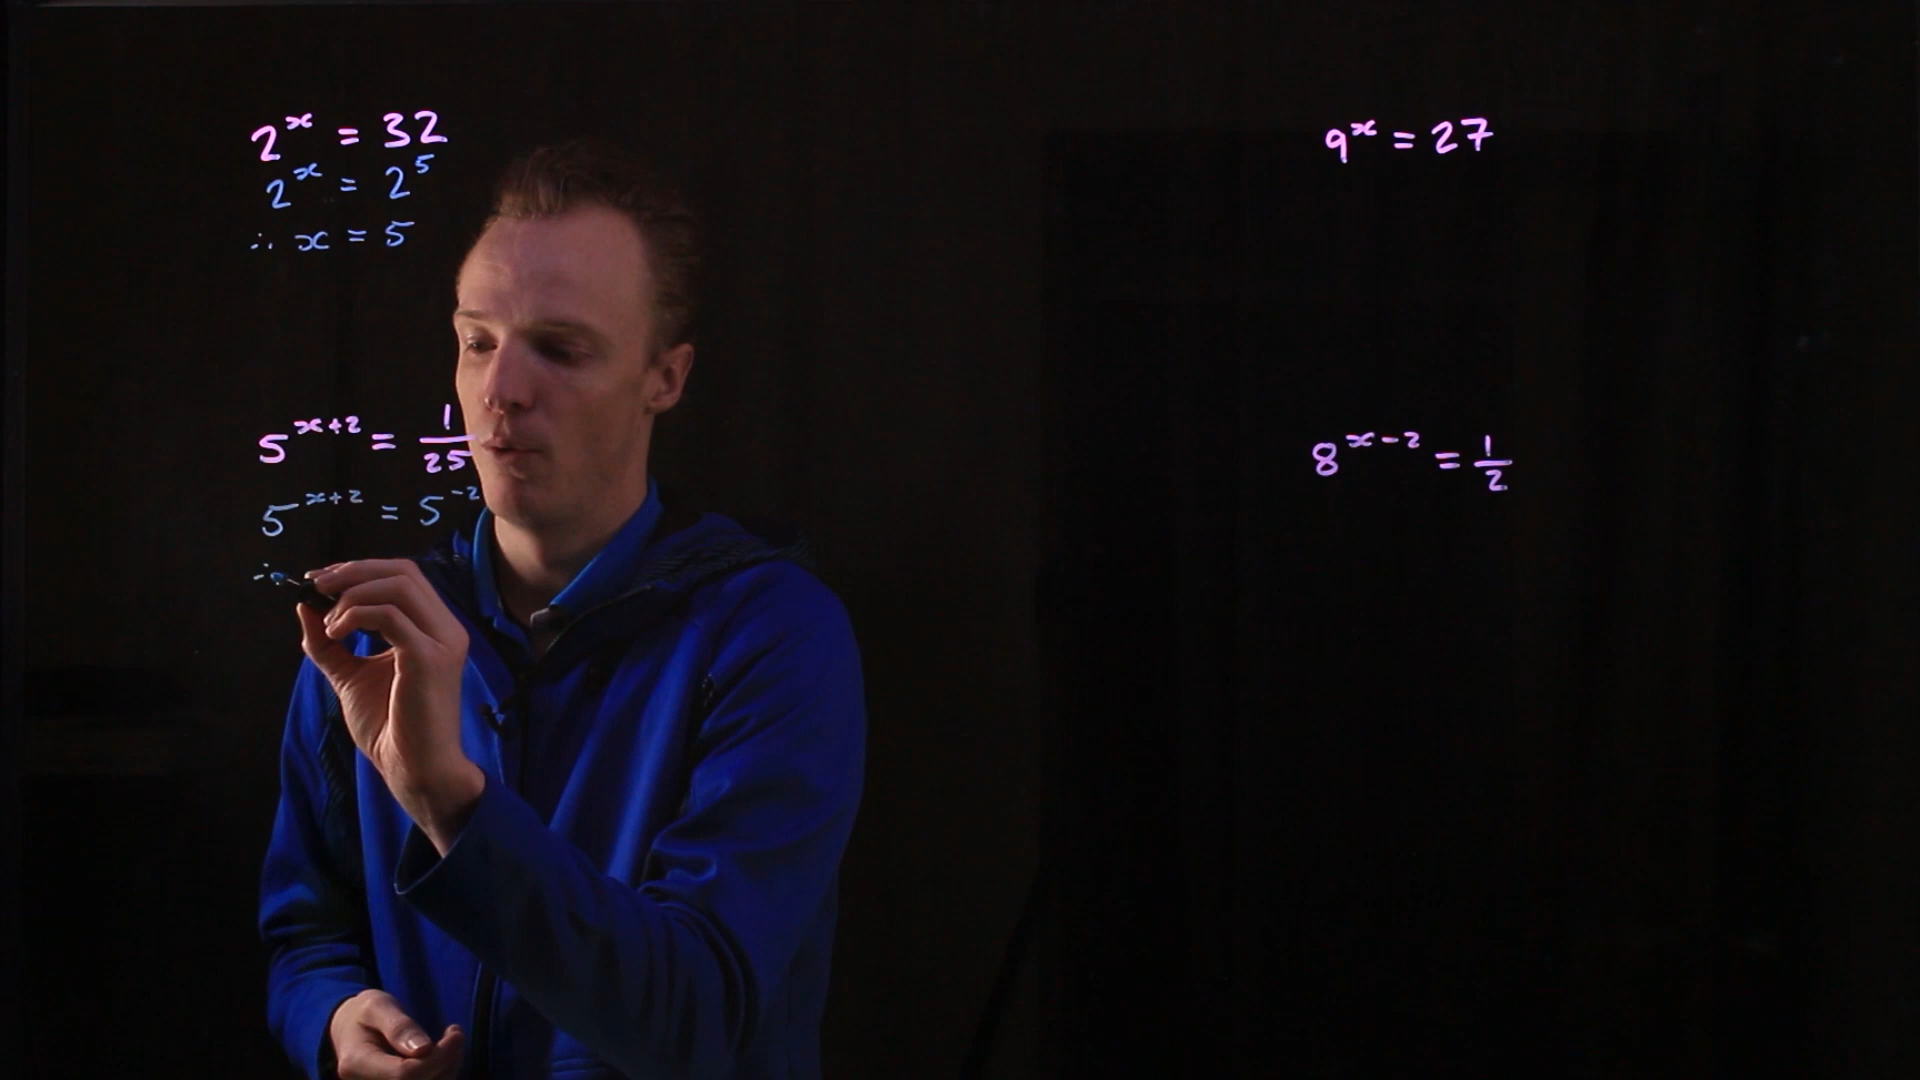 2^x = 32
2^x = 2^5
∴ x = 5
5^(x+2) = 1/25
5^(x+2) = 5^-2
∴
9^x = 27
8^(x-2) = 1/2